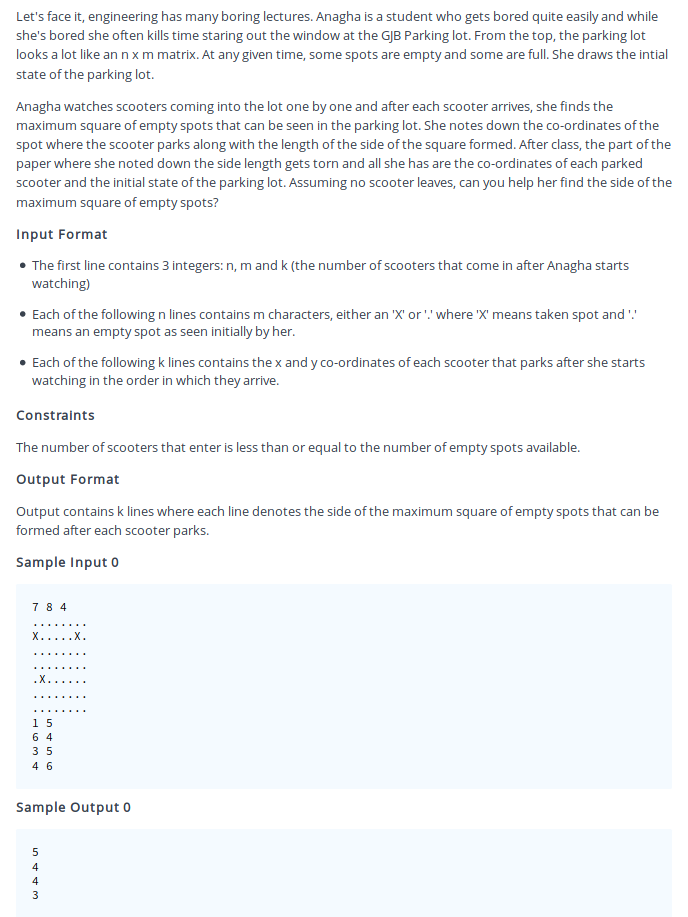 Let's face it, engineering has many boring lectures. Anagha is a student who gets bored quite easily and while
she's bored she often kills time staring out the window at the GJB Parking lot. From the top, the parking lot
looks a lot like an n x m matrix. At any given time, some spots are empty and some are full. She draws the intial
state of the parking lot.
Anagha watches scooters coming into the lot one by one and after each scooter arrives, she finds the
maximum square of empty spots that can be seen in the parking lot. She notes down the co-ordinates of the
spot where the scooter parks along with the length of the side of the square formed. After class, the part of the
paper where she noted down the side length gets torn and all she has are the co-ordinates of each parked
scooter and the initial state of the parking lot. Assuming no scooter leaves, can you help her find the side of the
maximum square of empty spots?
Input Format
• The first line contains 3 integers: n, m and k (the number of scooters that come in after Anagha starts
watching)
• Each of the following n lines contains m characters, either an 'X' or '.' where 'X' means taken spot and '.'
means an empty spot as seen initially by her.
• Each of the following k lines contains the x and y co-ordinates of each scooter that parks after she starts
watching in the order in which they arrive.
Constraints
The number of scooters that enter is less than or equal to the number of empty spots available.
Output Format
Output contains k lines where each line denotes the side of the maximum square of empty spots that can be
formed after each scooter parks.
Sample Input 0
7 8 4
........
X.....X.
........
........
.X......
........
........
1 5
6 4
3 5
4 6
Sample Output 0
5
4
4
3